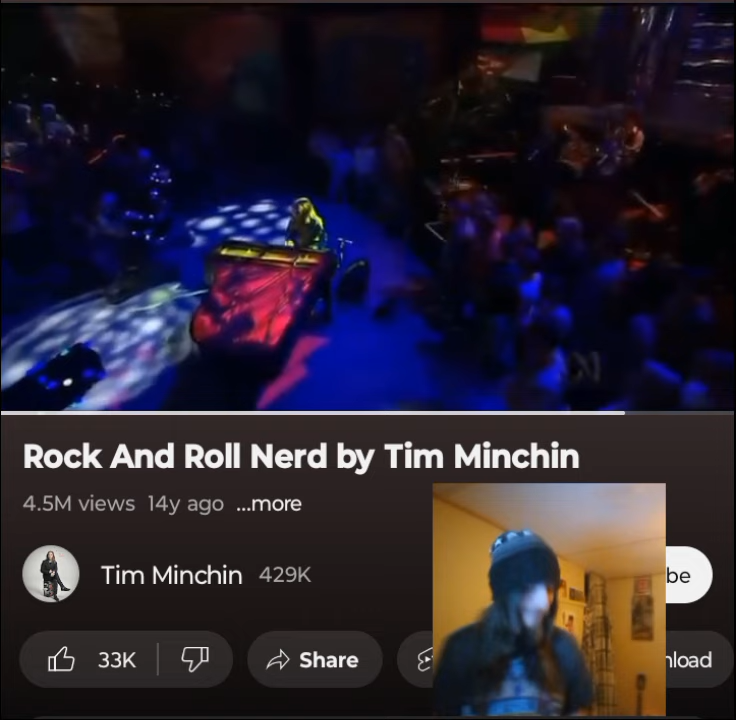 Rock And Roll Nerd by Tim Minchin
4.5M views 14y ago ...more
Tim Minchin 429K
be
33K Share nload